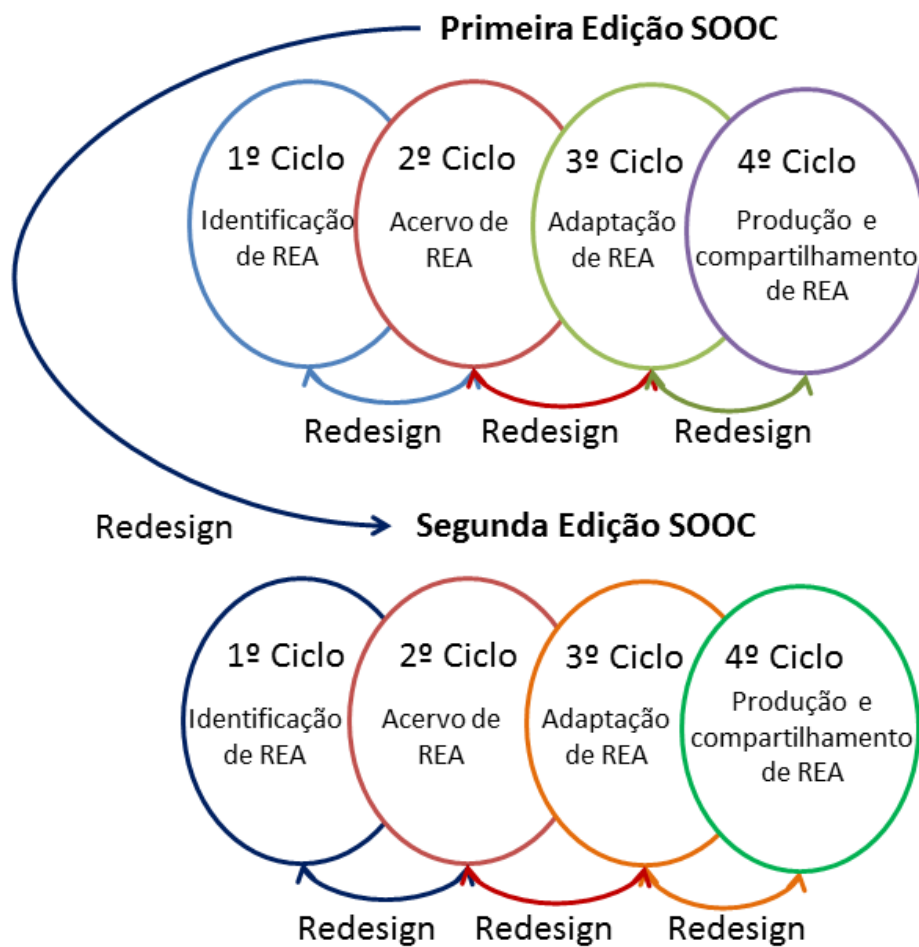 Primeira Edição SOOC
1º Ciclo
Identificação
de REA
2º Ciclo
Acervo de
REA
3º Ciclo
Adaptação
de REA
4º Ciclo
Produção e
compartilhamento
de REA
Redesign
Redesign
Redesign
Redesign
Segunda Edição SOOC
1º Ciclo
Identificação
de REA
2º Ciclo
Acervo de
REA
3º Ciclo
Adaptação
de REA
4º Ciclo
Produção e
compartilhamento
de REA
Redesign
Redesign
Redesign